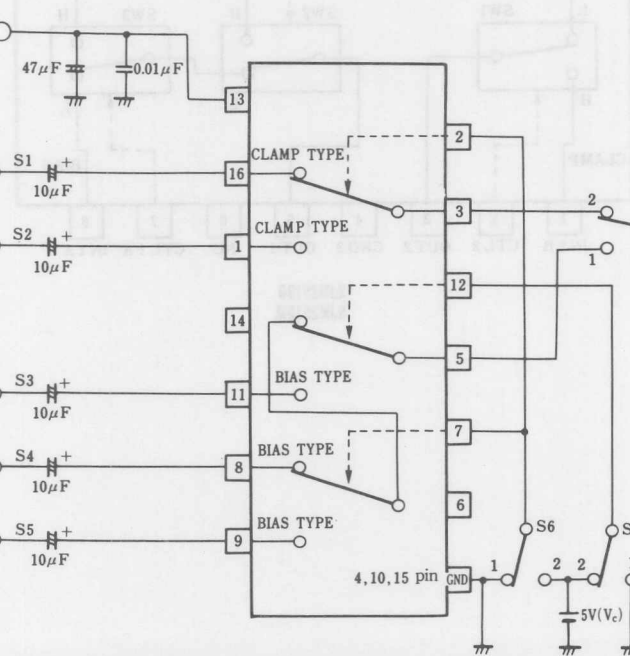 47μF
0.01μF
13
2
S1
+
10μF
16
CLAMP TYPE
3
2
S2
+
10μF
1
CLAMP TYPE
1
12
14
5
S3
+
10μF
11
BIAS TYPE
7
S4
+
10μF
8
BIAS TYPE
6
S5
+
10μF
9
BIAS TYPE
S6
S
4,10,15 pin
GND
1
2
2
1
5V(Vc)